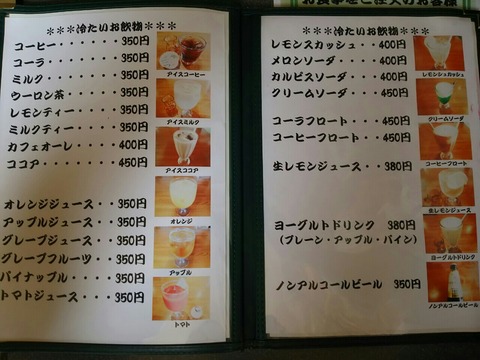 ***冷たいお飲物***
コーヒー・・・・350円
コーラ・・・・・350円
ミルク・・・・・350円
ウーロン茶・・・350円
レモンティー・・350円
ミルクティー・・350円
カフェオーレ・・400円
ココア・・・・・450円
オレンジジュース・・350円
アップルジュース・・350円
グレープジュース・・350円
グレープフルーツ・・350円
パイナップル・・・・350円
トマトジュース・・・350円
アイスコーヒー
アイスミルク
アイスココア
オレンジ
アップル
トマト
お食事をご注文のお客様
***冷たいお飲物***
レモンスカッシュ・・400円
メロンソーダ・・・・400円
カルピスソーダ・・・400円
クリームソーダ・・・450円
コーラフロート・・・450円
コーヒーフロート・・450円
生レモンジュース・・380円
ヨーグルトドリンク 380円
(プレーン・アップル・パイン)
ノンアルコールビール 350円
レモンシュカッシュ
クリームソーダ
コーヒーフロート
生レモンジュース
ヨーグルトドリンク
ノンアルコールビール